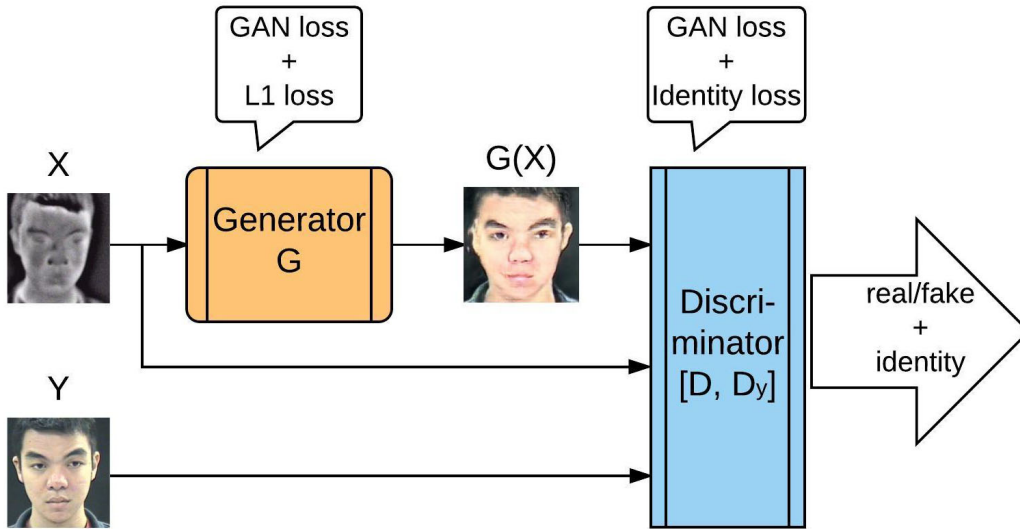 GAN loss
+
L1 loss
GAN loss
+
Identity loss
X
G(X)
Generator
G
Discri-
minator
[D, Dy]
real/fake
+
identity
Y